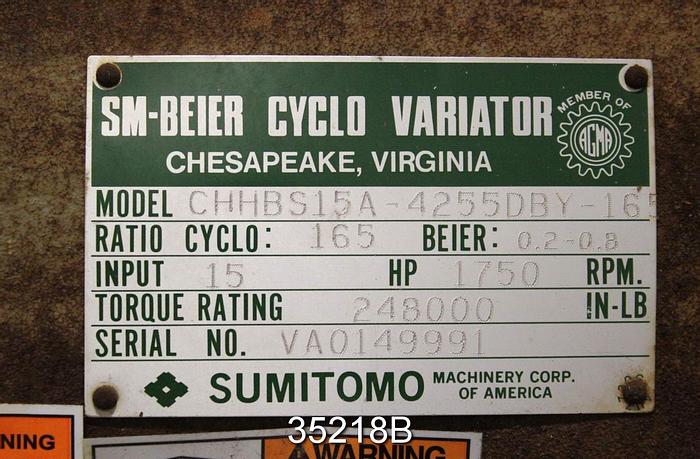 SM-BEIER CYCLO VARIATOR
MEMBER OF
AGMA
CHESAPEAKE, VIRGINIA
MODEL CHHBS15A-4255DBY-165
RATIO CYCLO: 165 BEIER: 0.2-0.8
INPUT 15 HP 1750 RPM.
TORQUE RATING 248000 IN-LB
SERIAL NO. VA0149991
SUMITOMO MACHINERY CORP.
OF AMERICA
NING
WARNING
35218B